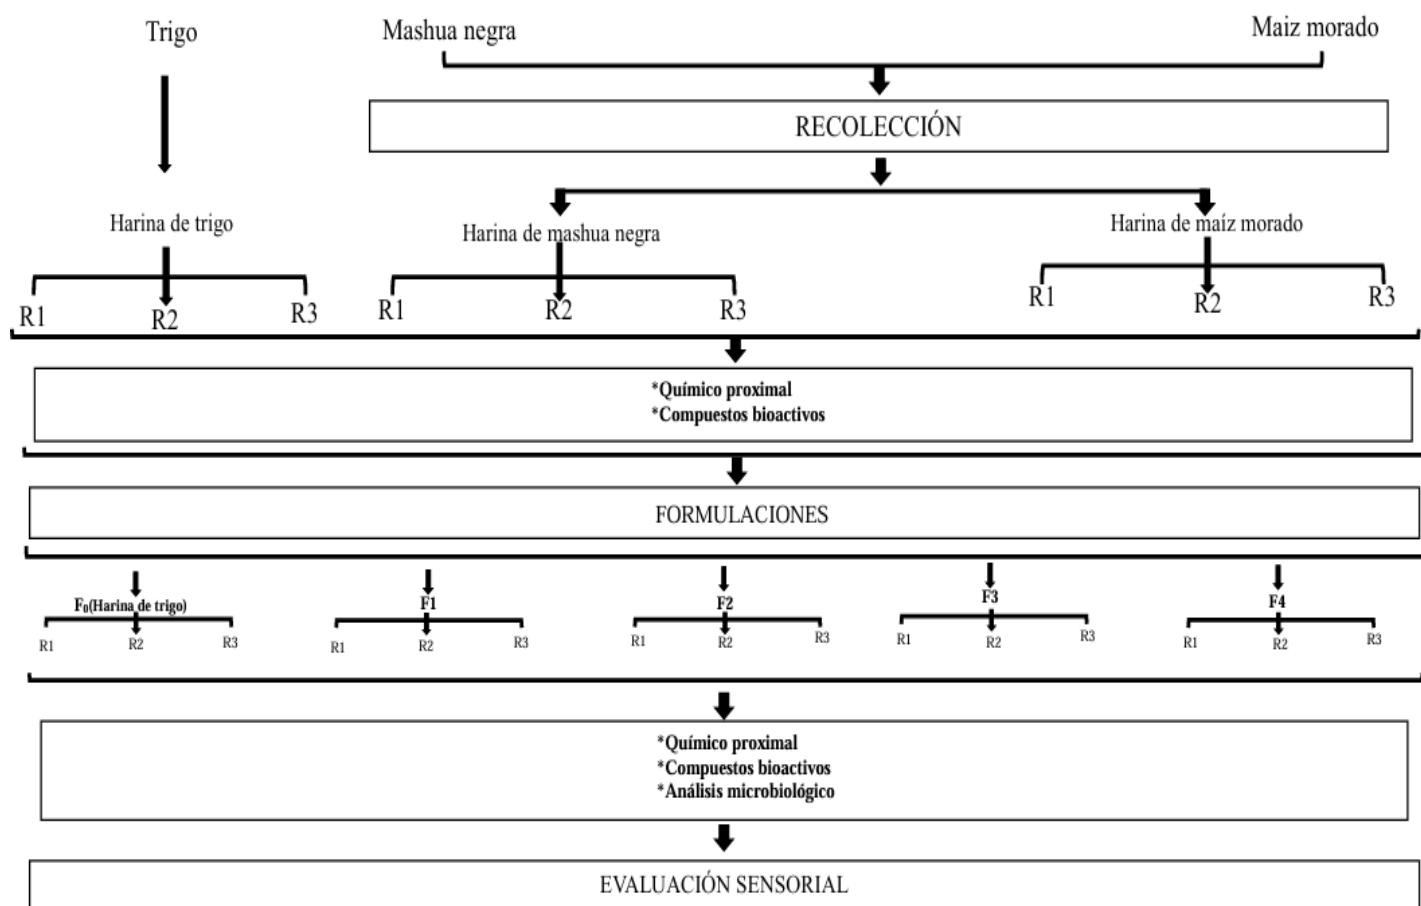 Trigo
Mashua negra
Maiz morado
RECOLECCIÓN
Harina de trigo
Harina de mashua negra
Harina de maíz morado
R1
R2
R3
R1
R2
R3
R1
R2
R3
*Químico proximal
*Compuestos bioactivos
FORMULACIONES
F₀(Harina de trigo)
F1
F2
F3
F4
R1
R2
R3
R1
R2
R3
R1
R2
R3
R1
R2
R3
R1
R2
R3
*Químico proximal
*Compuestos bioactivos
*Análisis microbiológico
EVALUACIÓN SENSORIAL